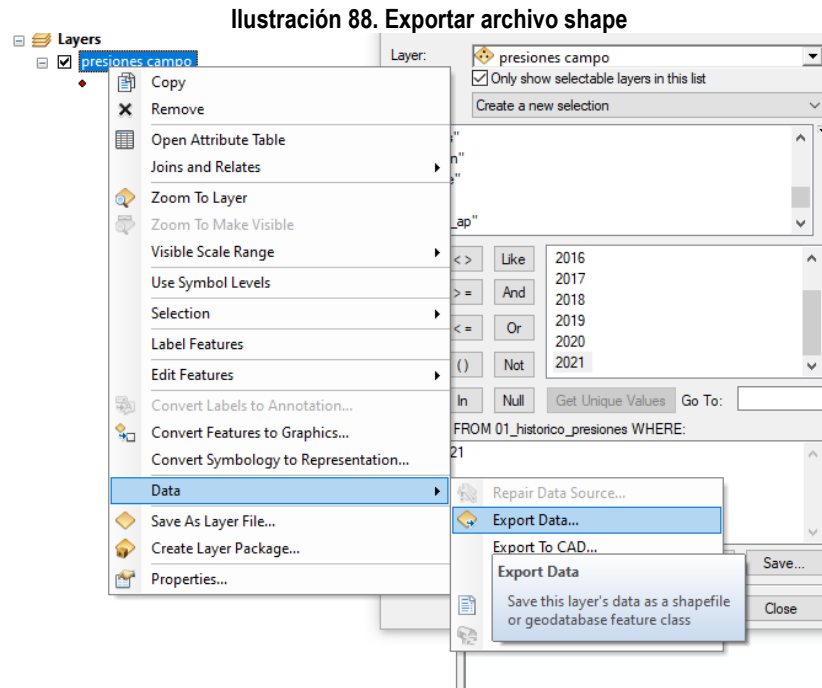 Ilustración 88. Exportar archivo shape
Layers
presiones campo
Copy
Remove
Open Attribute Table
Joins and Relates
Zoom To Layer
Zoom To Make Visible
Visible Scale Range
Use Symbol Levels
Selection
Label Features
Edit Features
Convert Labels to Annotation...
Convert Features to Graphics...
Convert Symbology to Representation...
Data
Save As Layer File...
Create Layer Package...
Properties...
Layer:
presiones campo
Only show selectable layers in this list
Create a new selection
s"
n"
e"
_ap"
< > Like
> = And
< = Or
() Not
In Null
2016
2017
2018
2019
2020
2021
Get Unique Values Go To:
FROM 01_historico_presiones WHERE:
21
Repair Data Source...
Export Data...
Export To CAD...
Export Data
Save this layer's data as a shapefile
or geodatabase feature class
Save...
Close